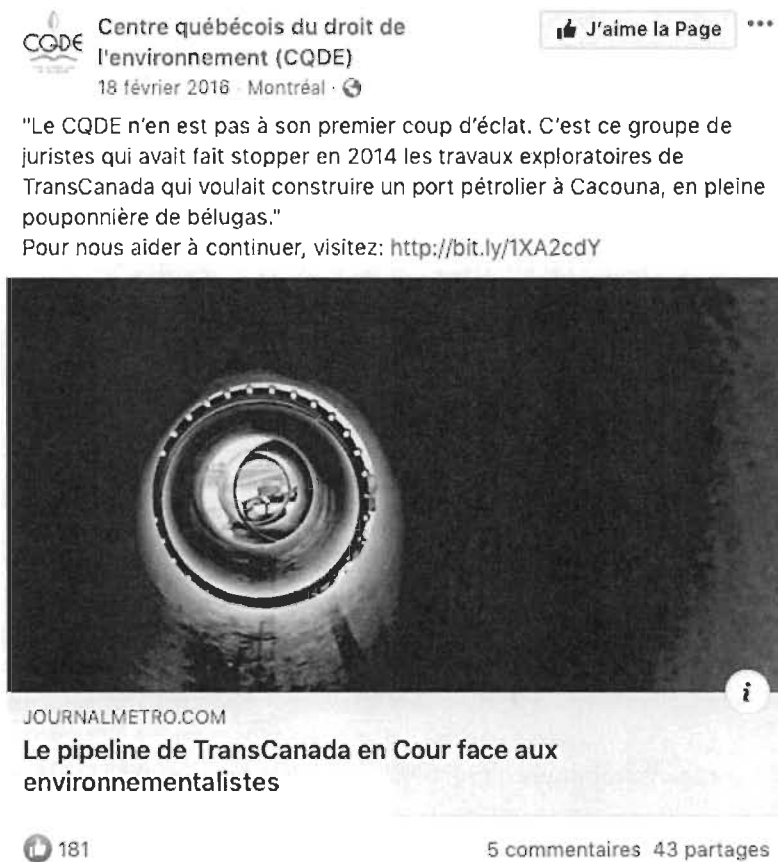 CQDE
Centre québécois du droit de
l'environnement (CQDE)
J'aime la Page
18 février 2016 · Montréal ·
"Le CQDE n'en est pas à son premier coup d'éclat. C'est ce groupe de
juristes qui avait fait stopper en 2014 les travaux exploratoires de
TransCanada qui voulait construire un port pétrolier à Cacouna, en pleine
pouponnière de bélugas."
Pour nous aider à continuer, visitez: http://bit.ly/1XA2cdY
i
JOURNALMETRO.COM
Le pipeline de TransCanada en Cour face aux
environnementalistes
181
5 commentaires 43 partages